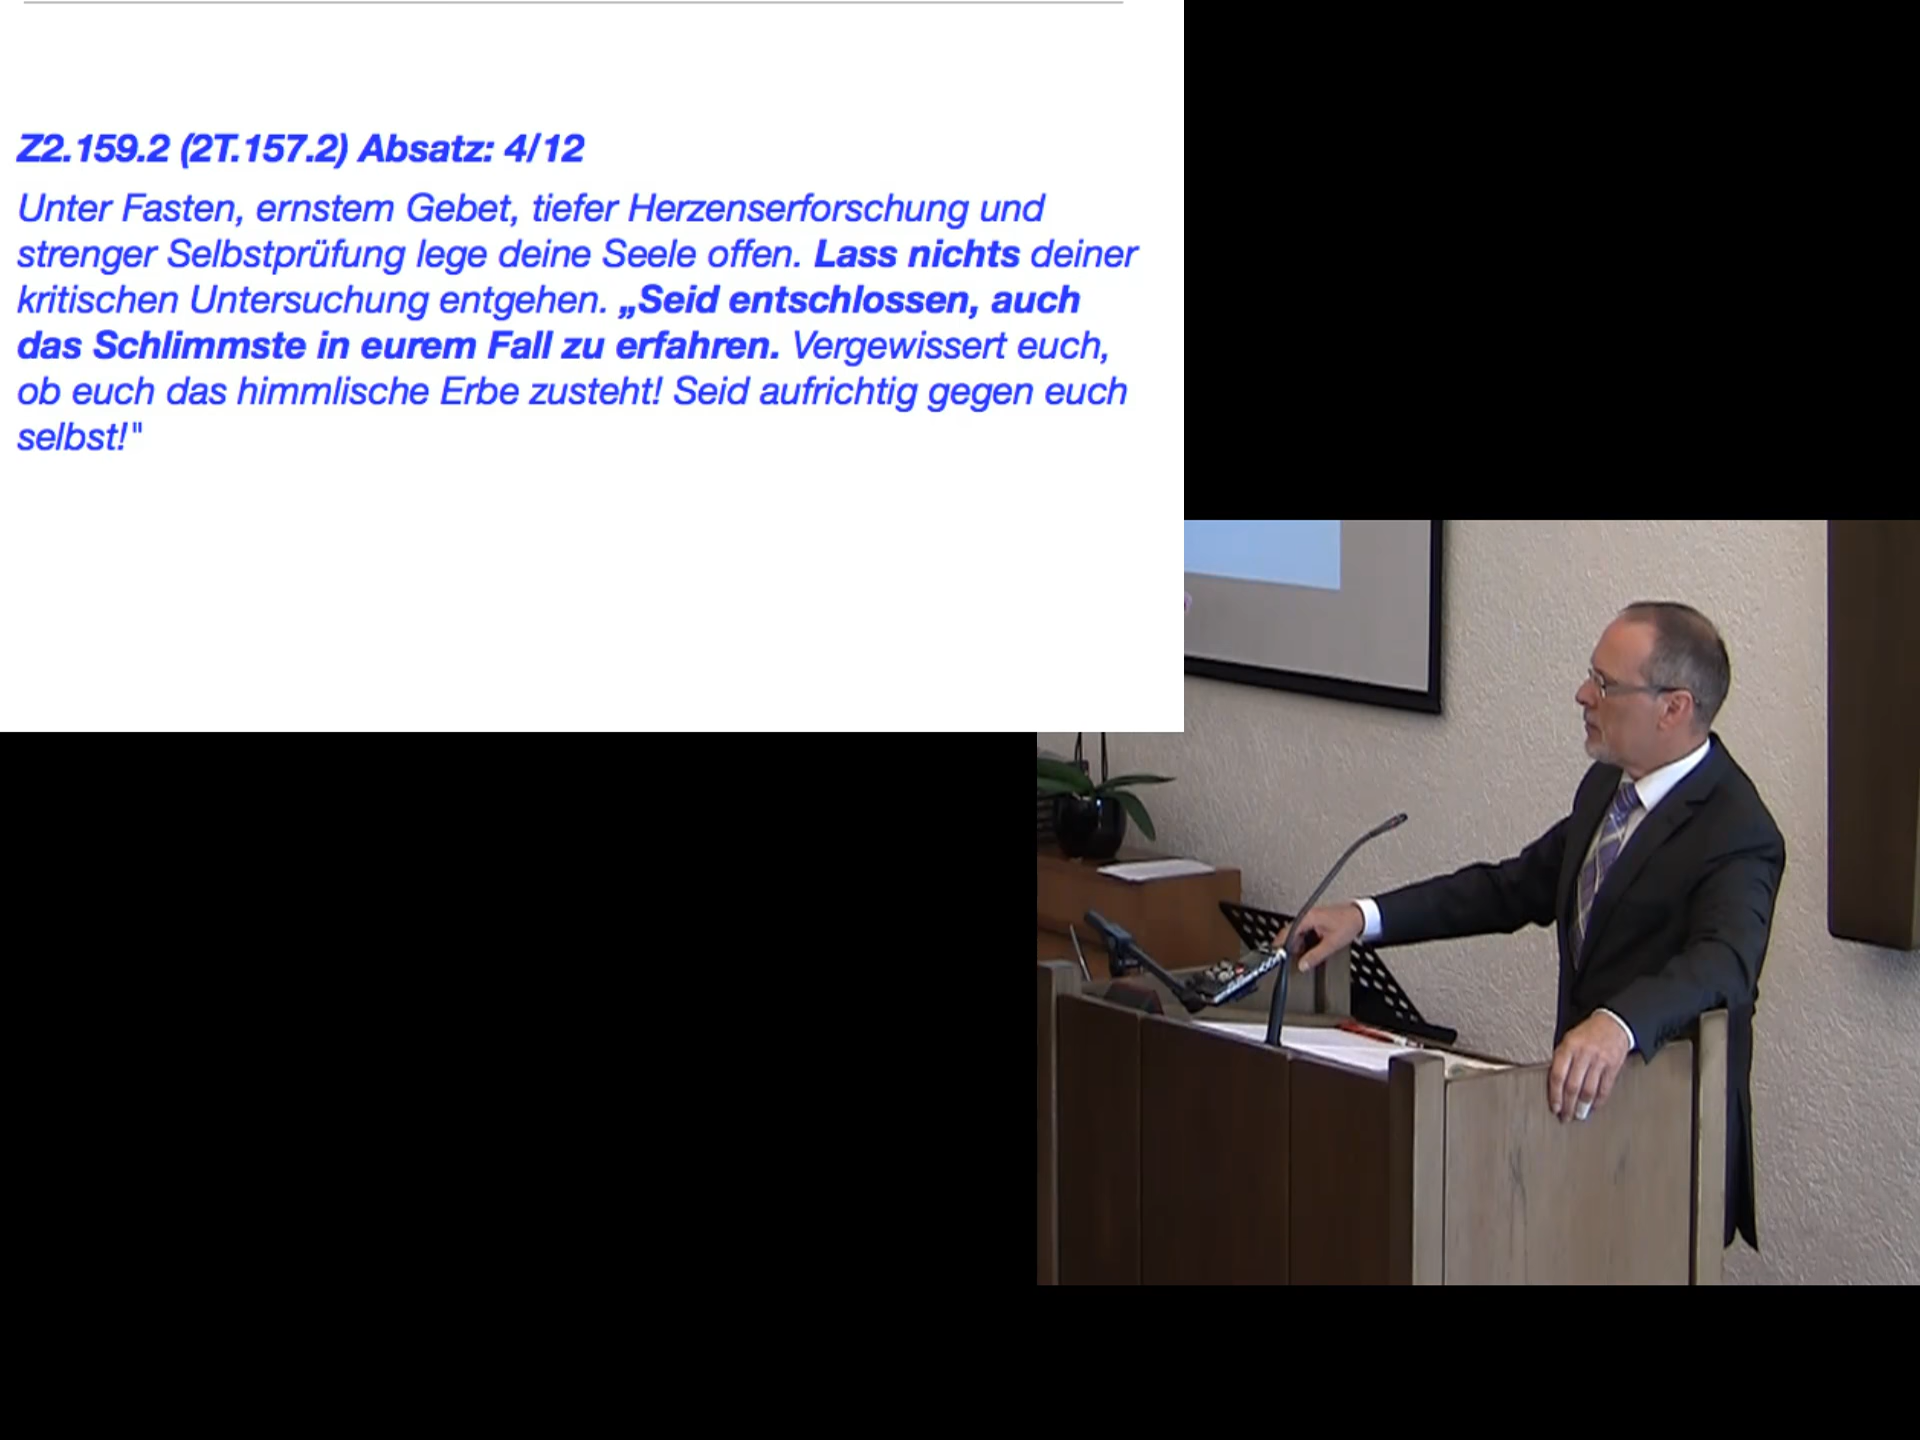 Z2.159.2 (2T.157.2) Absatz: 4/12
Unter Fasten, ernstem Gebet, tiefer Herzenserforschung und
strenger Selbstprüfung lege deine Seele offen. Lass nichts deiner
kritischen Untersuchung entgehen. „Seid entschlossen, auch
das Schlimmste in eurem Fall zu erfahren. Vergewissert euch,
ob euch das himmlische Erbe zusteht! Seid aufrichtig gegen euch
selbst!"